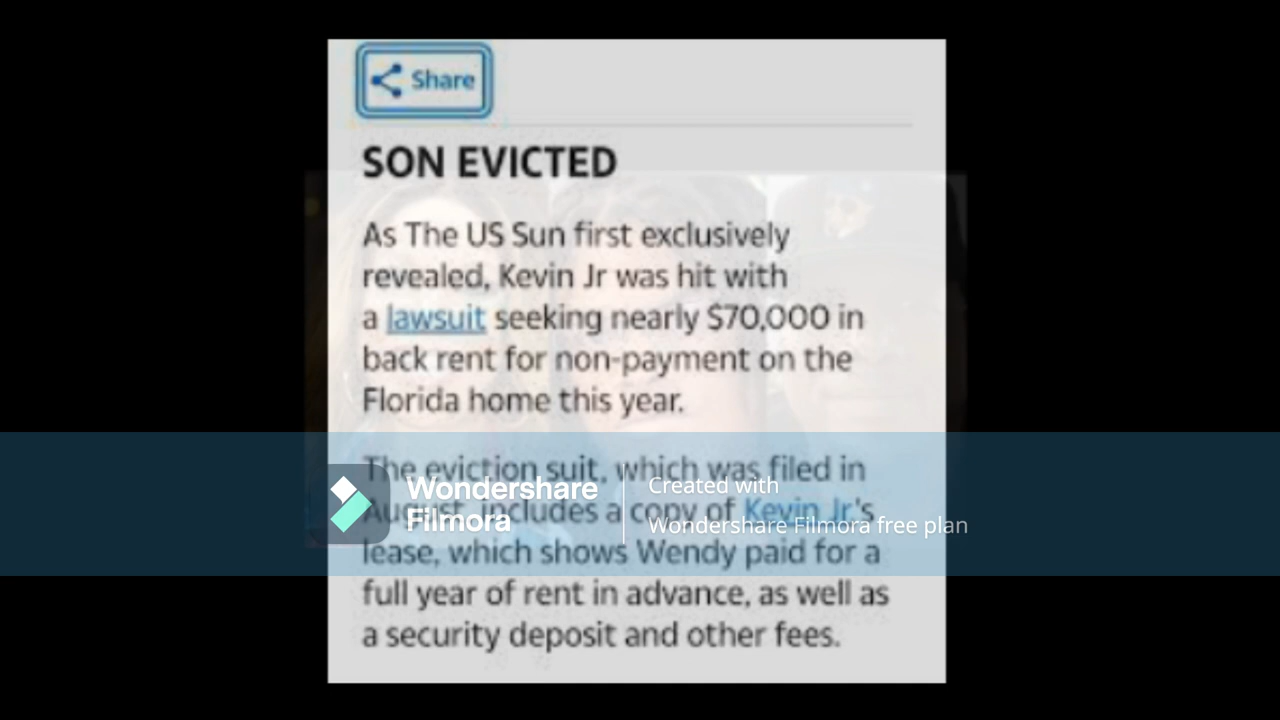 Share
SON EVICTED
As The US Sun first exclusively
revealed, Kevin Jr was hit with
a lawsuit seeking nearly $70,000 in
back rent for non-payment on the
Florida home this year.
The eviction suit, which was filed in
August, includes a copy of Kevin Jr's
lease, which shows Wendy paid for a
full year of rent in advance, as well as
a security deposit and other fees.
Wondershare
Filmora
Created with
Wondershare Filmora free plan